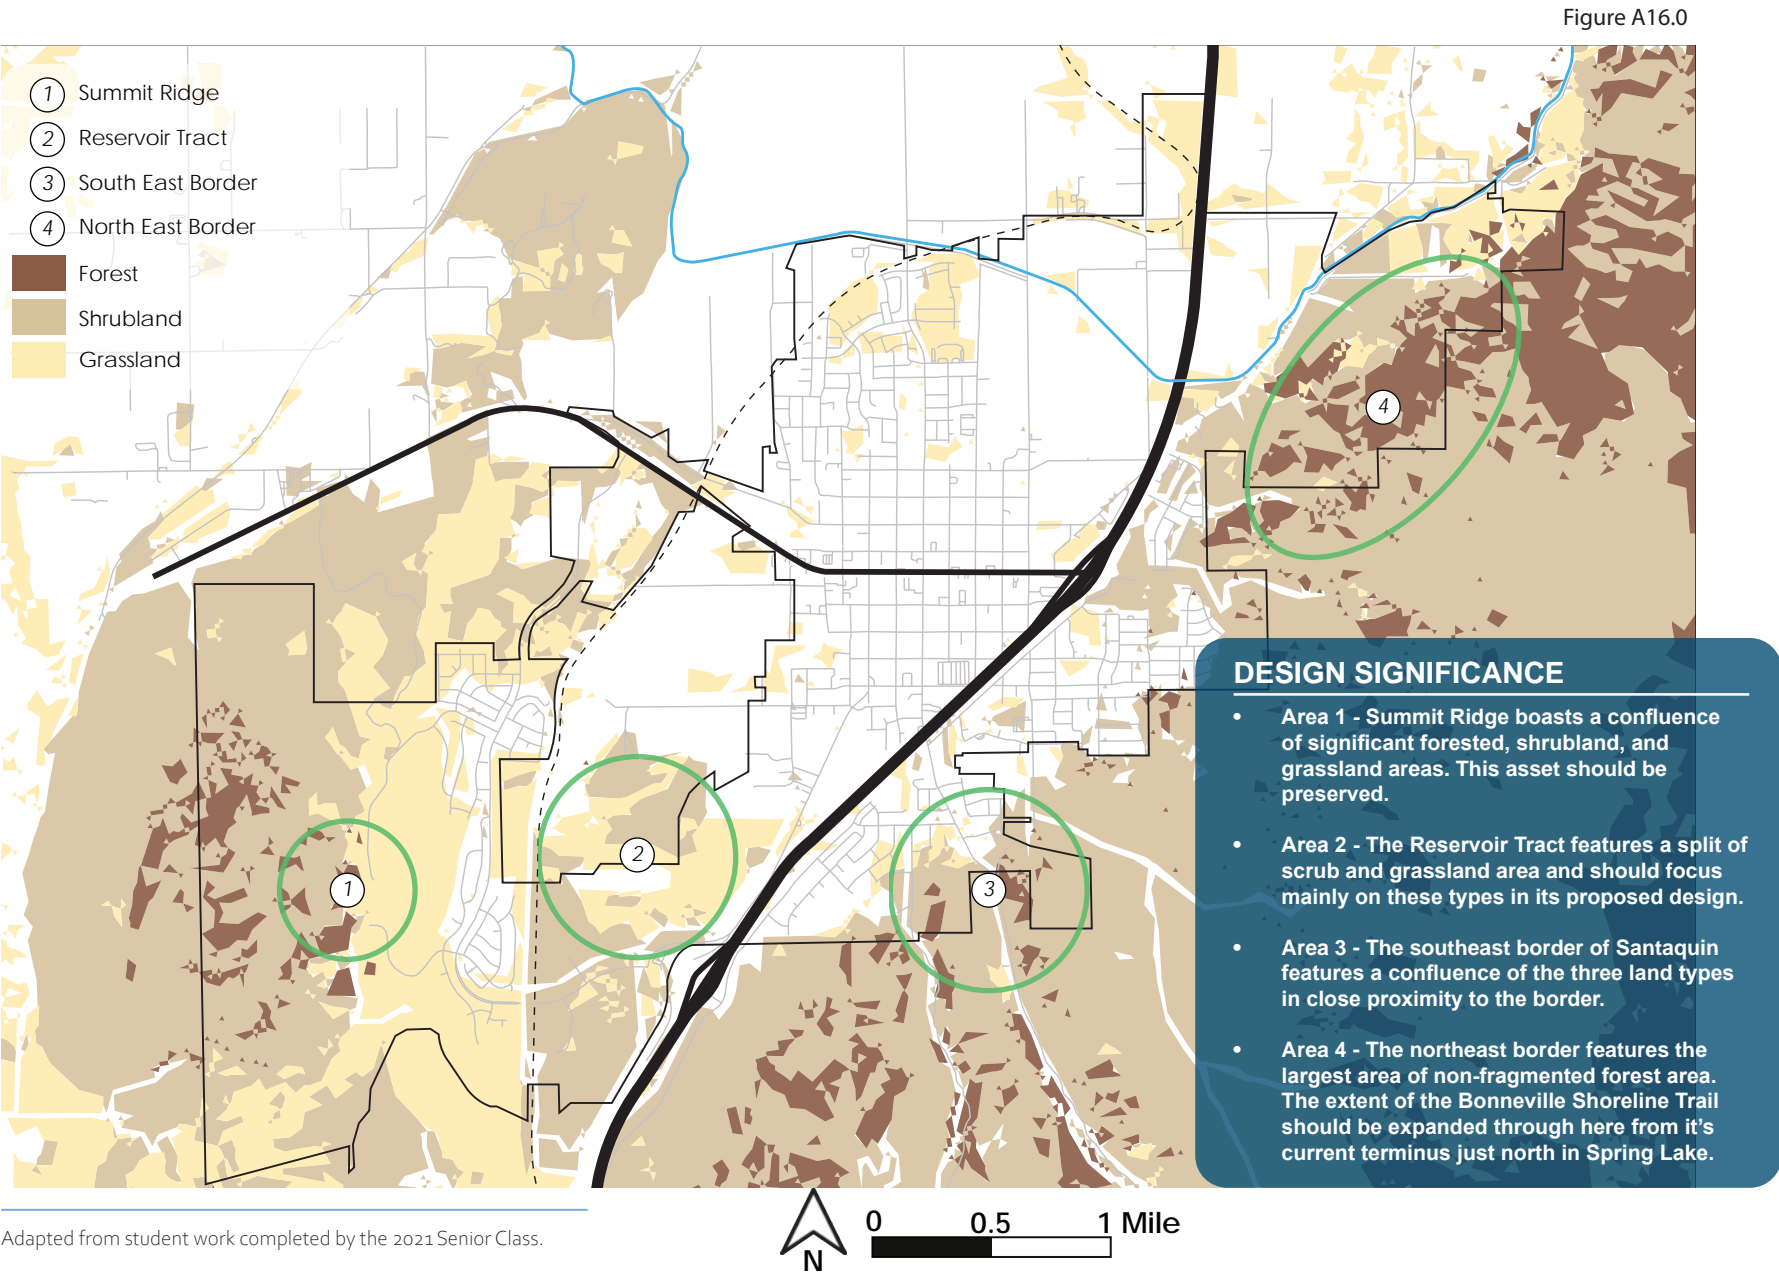 Figure A16.0
1 Summit Ridge
2 Reservoir Tract
3 South East Border
4 North East Border
Forest
Shrubland
Grassland
4
1
2
3
DESIGN SIGNIFICANCE
• Area 1 - Summit Ridge boasts a confluence
of significant forested, shrubland, and
grassland areas. This asset should be
preserved.
• Area 2 - The Reservoir Tract features a split of
scrub and grassland area and should focus
mainly on these types in its proposed design.
• Area 3 - The southeast border of Santaquin
features a confluence of the three land types
in close proximity to the border.
• Area 4 - The northeast border features the
largest area of non-fragmented forest area.
The extent of the Bonneville Shoreline Trail
should be expanded through here from it's
current terminus just north in Spring Lake.
Adapted from student work completed by the 2021 Senior Class.
N
0 0.5 1 Mile